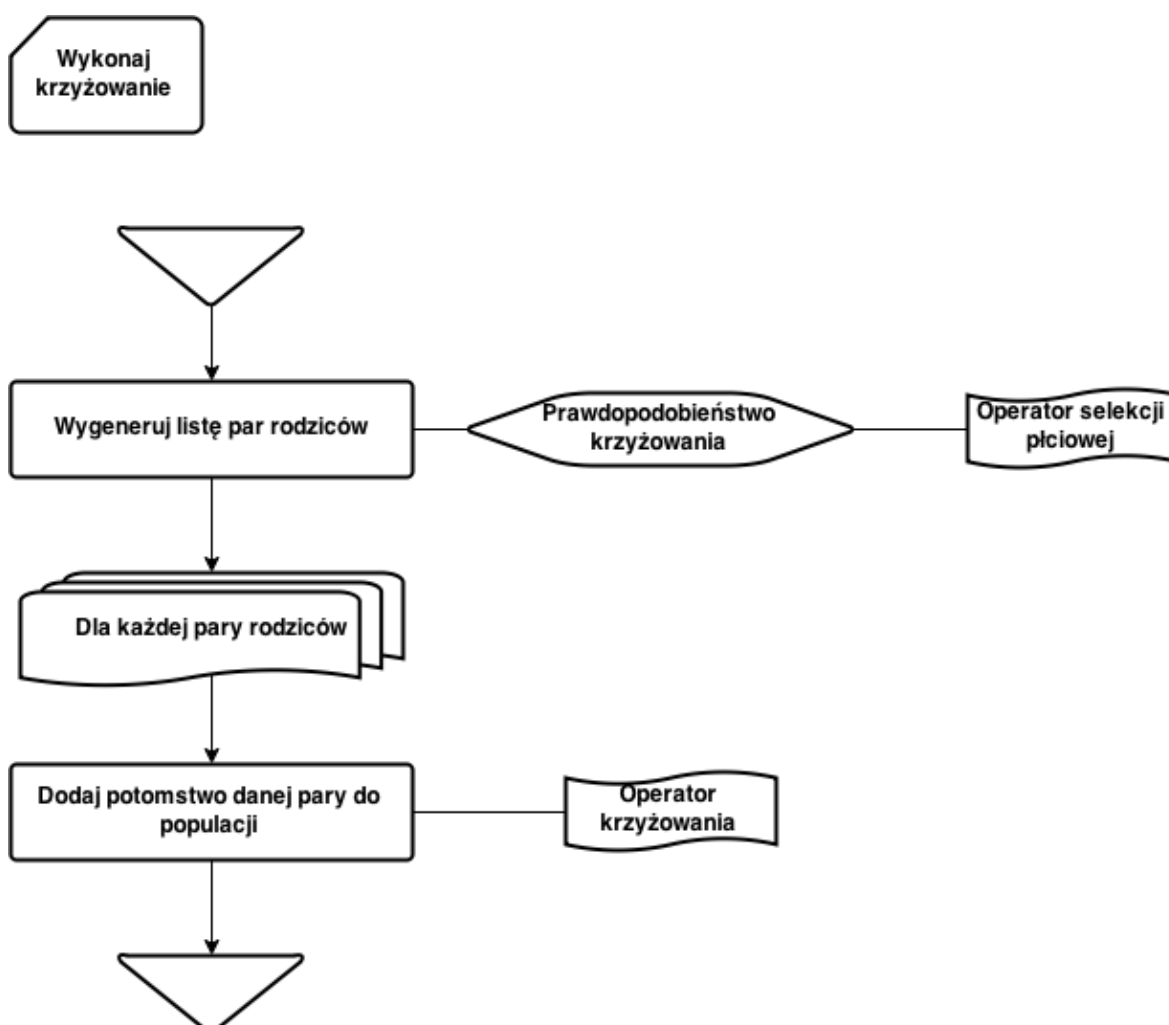 Wykonaj
krzyżowanie
Wygeneruj listę par rodziców
Prawdopodobieństwo
krzyżowania
Operator selekcji
płciowej
Dla każdej pary rodziców
Dodaj potomstwo danej pary do
populacji
Operator
krzyżowania